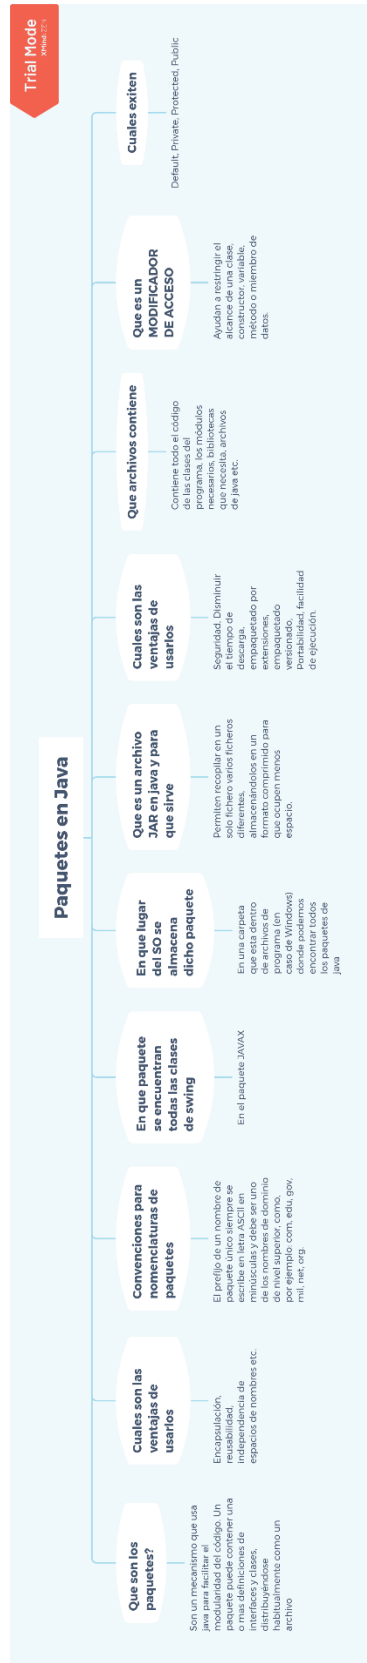 Trial Mode
XMind:ZEN
Paquetes en Java
Que son los
paquetes?
Son un mecanismo que usa
java para facilitar el
modularidad del código. Un
paquete puede contener una
o mas definiciones de
interfaces y clases,
distribuyéndose
habitualmente como un
archivo
Cuales son las
ventajas de
usarlos
Encapsulación,
reusabilidad,
independencia de
espacios de nombres etc.
Convenciones para
nomenclaturas de
paquetes
El prefijo de un nombre de
paquete único siempre se
escribe en letra ASCII en
minúsculas y debe ser uno
de los nombres de dominio
de nivel superior, como,
por ejemplo: com, edu, gov,
mil, net, org.
En que paquete
se encuentran
todas las clases
de swing
En el paquete JAVAX
En que lugar
del SO se
almacena
dicho paquete
En una carpeta
que esta dentro
de archivos de
programa (en
caso de Windows)
donde podemos
encontrar todos
los paquetes de
java
Que es un archivo
JAR en java y para
que sirve
Permiten recopilar en un
solo fichero varios ficheros
diferentes,
almacenándolos en un
formato comprimido para
que ocupen menos
espacio.
Cuales son las
ventajas de
usarlos
Seguridad, Disminuir
el tiempo de
descarga,
empaquetado por
extensiones,
empaquetado
versionado.
Portabilidad, facilidad
de ejecución.
Que archivos contiene
Contiene todo el código
de las clases del
programa, los módulos
necesarios, bibliotecas
que necesita, archivos
de java etc.
Que es un
MODIFICADOR
DE ACCESO
Ayudan a restringir el
alcance de una clase,
constructor, variable,
método o miembro de
datos.
Cuales exiten
Default, Private, Protected, Public